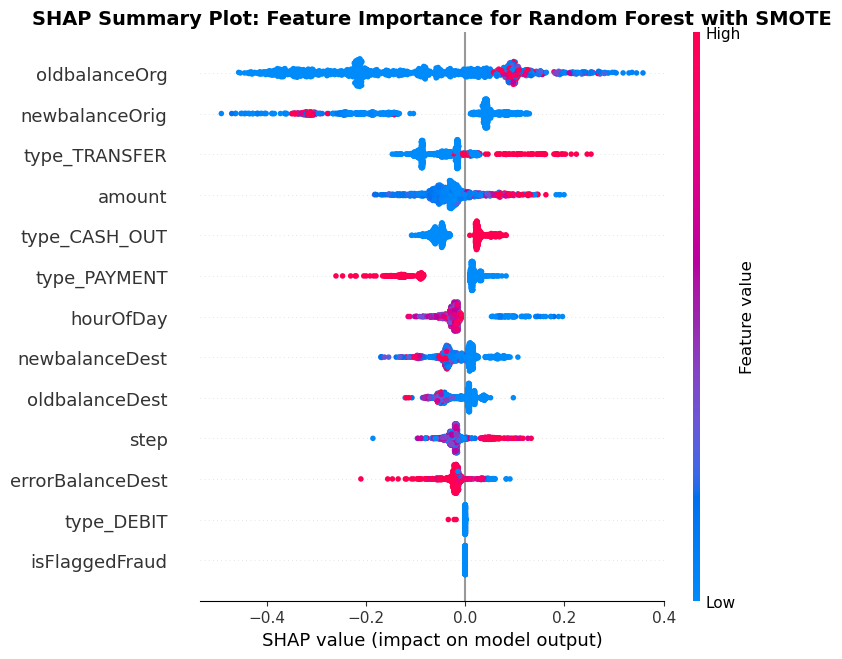 SHAP Summary Plot: Feature Importance for Random Forest with SMOTE
High
oldbalanceOrg
newbalanceOrig
type_TRANSFER
amount
type_CASH_OUT
type_PAYMENT
hourOfDay
newbalanceDest
oldbalanceDest
step
errorBalanceDest
type_DEBIT
isFlaggedFraud
Feature value
Low
−0.4 −0.2 0.0 0.2 0.4
SHAP value (impact on model output)